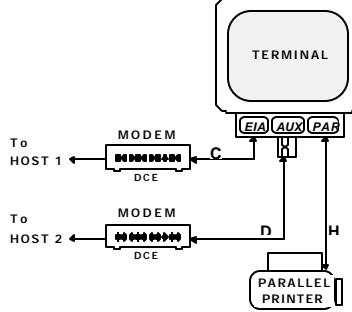 TERMINAL
EIA AUX PAR
MODEM
To
HOST 1
C
DCE
MODEM
To
HOST 2
D
H
DCE
PARALLEL
PRINTER